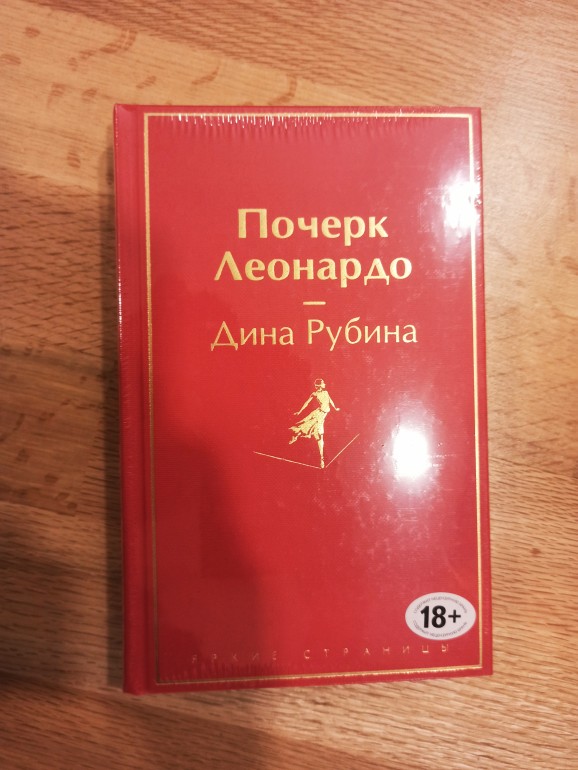 Почерк
Леонардо
Дина Рубина
18+
ЯРКИЕ СТРАНИЦЫ